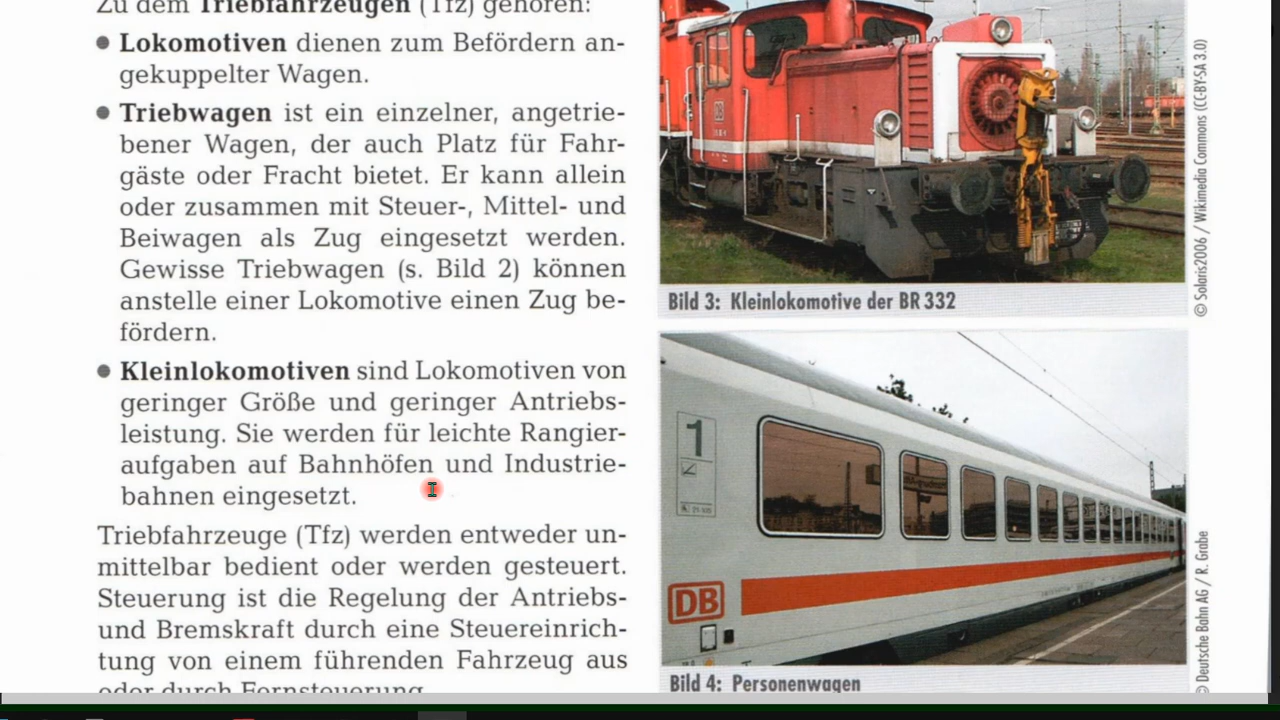 Zu dem Triebfahrzeugen (Tfz) gehören:
● Lokomotiven dienen zum Befördern an-
gekuppelter Wagen.
● Triebwagen ist ein einzelner, angetrie-
bener Wagen, der auch Platz für Fahr-
gäste oder Fracht bietet. Er kann allein
oder zusammen mit Steuer-, Mittel- und
Beiwagen als Zug eingesetzt werden.
Gewisse Triebwagen (s. Bild 2) können
anstelle einer Lokomotive einen Zug be-
fördern.
● Kleinlokomotiven sind Lokomotiven von
geringer Größe und geringer Antriebs-
leistung. Sie werden für leichte Rangier-
aufgaben auf Bahnhöfen und Industrie-
bahnen eingesetzt.
Triebfahrzeuge (Tfz) werden entweder un-
mittelbar bedient oder werden gesteuert.
Steuerung ist die Regelung der Antriebs-
und Bremskraft durch eine Steuereinrich-
tung von einem führenden Fahrzeug aus
oder durch Fernsteuerung.
DB
Bild 3: Kleinlokomotive der BR 332
© Solaris2006 / Wikimedia Commons (CC-BY-SA 3.0)
1
DB
Bild 4: Personenwagen
© Deutsche Bahn AG / R. Grabe